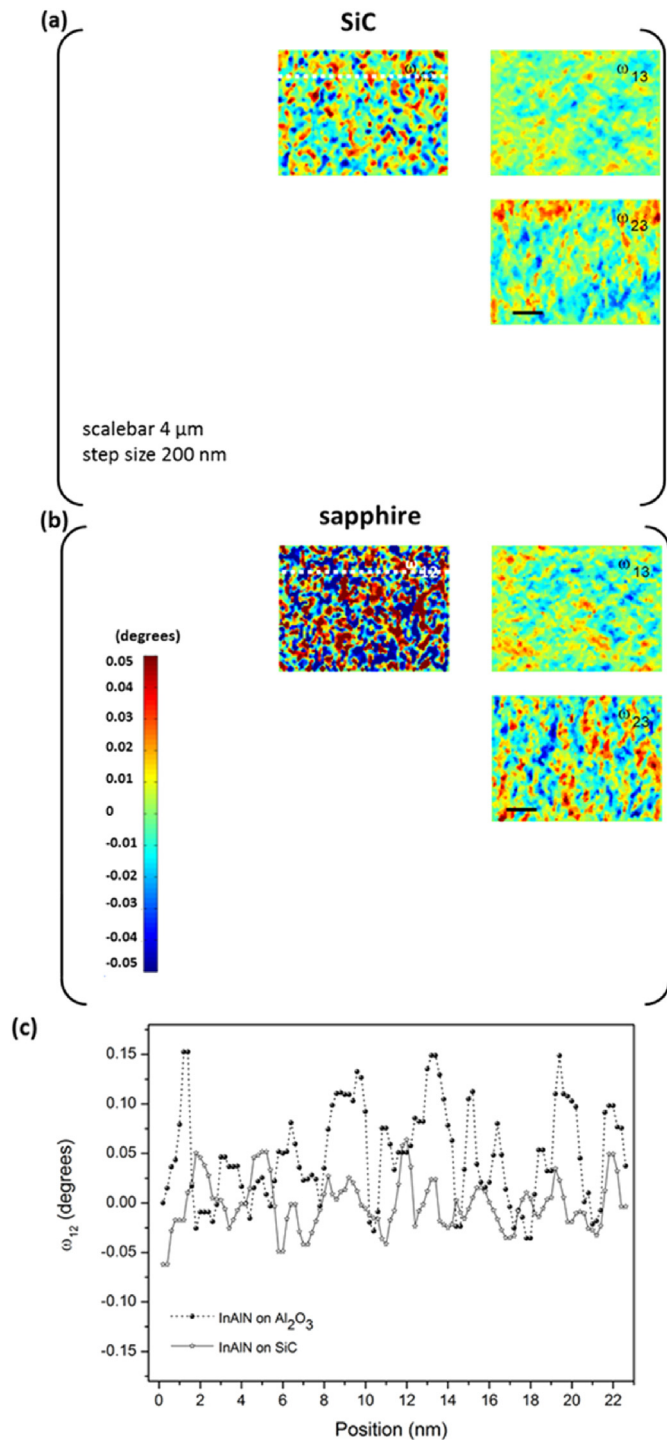 (a)
SiC
ω13
ω23
scalebar 4 μm
step size 200 nm
(b)
sapphire
ω13
(degrees)
0.05
0.04
0.03
0.02
0.01
0
-0.01
-0.02
-0.03
-0.04
-0.05
ω23
(c)
0.15
0.10
0.05
0.00
-0.05
-0.10
-0.15
ω12 (degrees)
InAlN on Al2O3
InAlN on SiC
0 2 4 6 8 10 12 14 16 18 20 22
Position (nm)